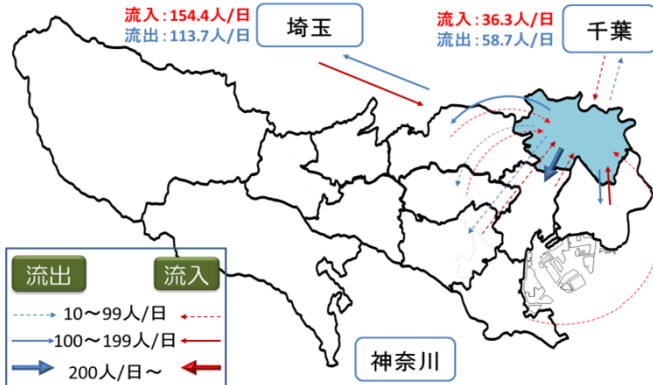 流入:154.4人/日
流出:113.7人/日
埼玉
流入:36.3人/日
流出:58.7人/日
千葉
流出
流入
10～99人/日
100～199人/日
200人/日～
神奈川